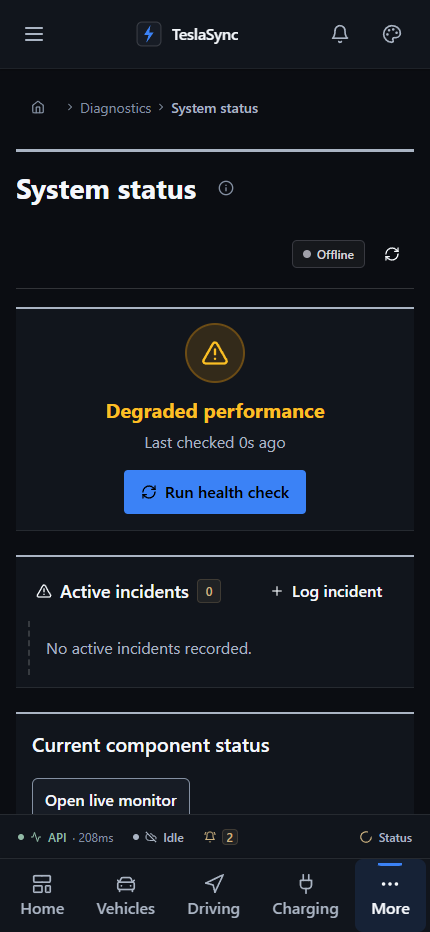 TeslaSync
Diagnostics System status
System status
Offline
Degraded performance
Last checked 0s ago
Run health check
Active incidents 0
Log incident
No active incidents recorded.
Current component status
Open live monitor
API · 208ms Idle 2 Status
Home Vehicles Driving Charging More